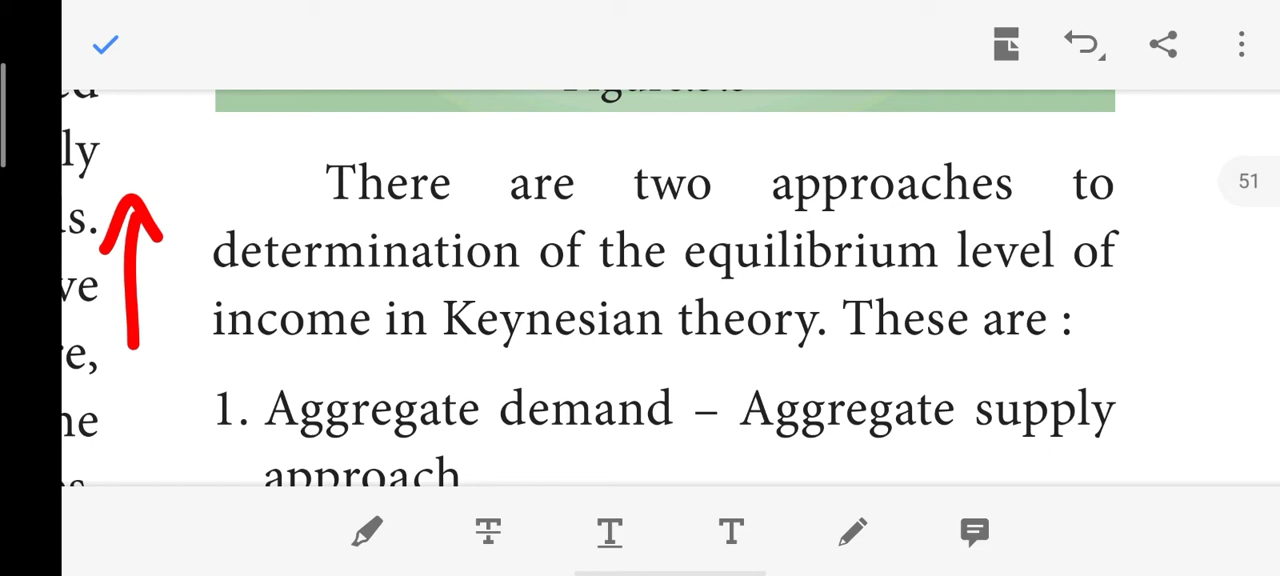 ly
s.
ve
re,
There are two approaches to
determination of the equilibrium level of
income in Keynesian theory. These are :
1. Aggregate demand – Aggregate supply
approach
51
T